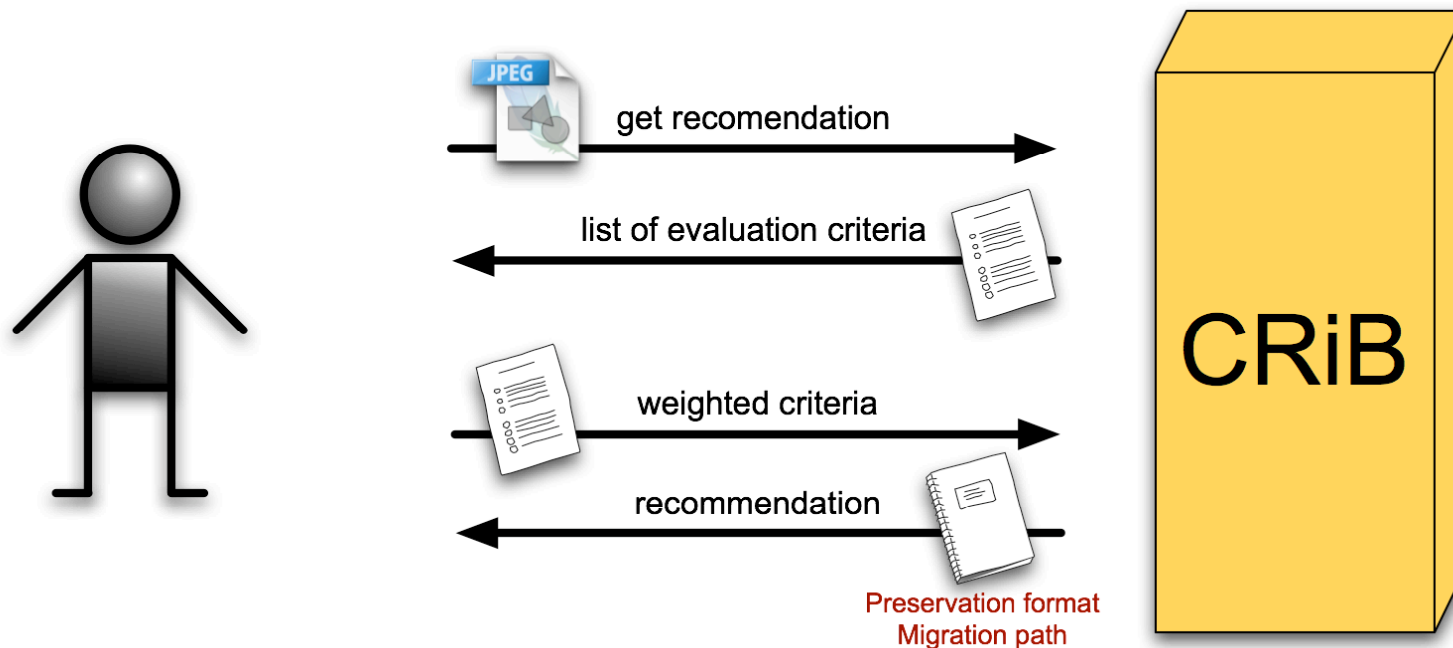 JPEG
get recomendation
list of evaluation criteria
CRiB
weighted criteria
recommendation
Preservation format
Migration path